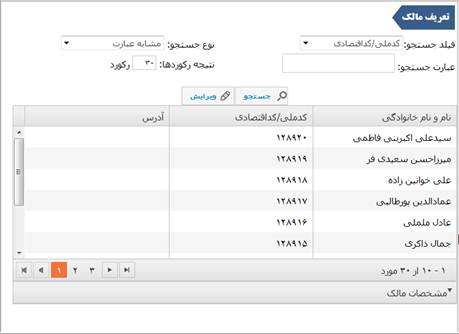 تعریف مالک
فیلد جستجو: کدملی/کداقتصادی نوع جستجو: مشابه عبارت
عبارت جستجو: نتیجه رکوردها: ۳۰ رکورد
جستجو ویرایش
نام و نام خانوادگی کدملی/کداقتصادی آدرس
سیدعلی اکبربنی فاطمی ۱۲۸۹۲۰
میرزاحسن سعیدی فر ۱۲۸۹۱۹
علی خوانین زاده ۱۲۸۹۱۸
عمادالدین پورطالبی ۱۲۸۹۱۷
عادل ململی ۱۲۸۹۱۶
جمال ذاکری ۱۲۸۹۱۵
۱ - ۱۰ از ۳۰ مورد ۱ ۲ ۳
مشخصات مالک